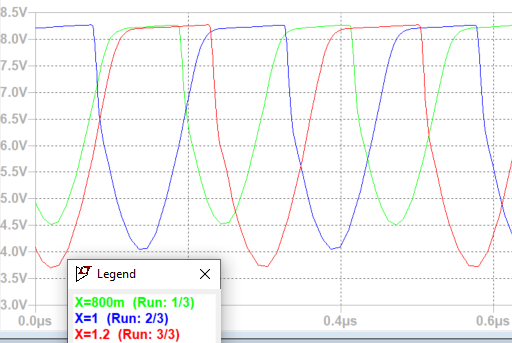 8.5V
8.0V
7.5V
7.0V
6.5V
6.0V
5.5V
5.0V
4.5V
4.0V
3.5V
3.0V
Legend
X=800m (Run: 1/3)
X=1 (Run: 2/3)
X=1.2 (Run: 3/3)
0.0µs
0.4µs
0.6µs